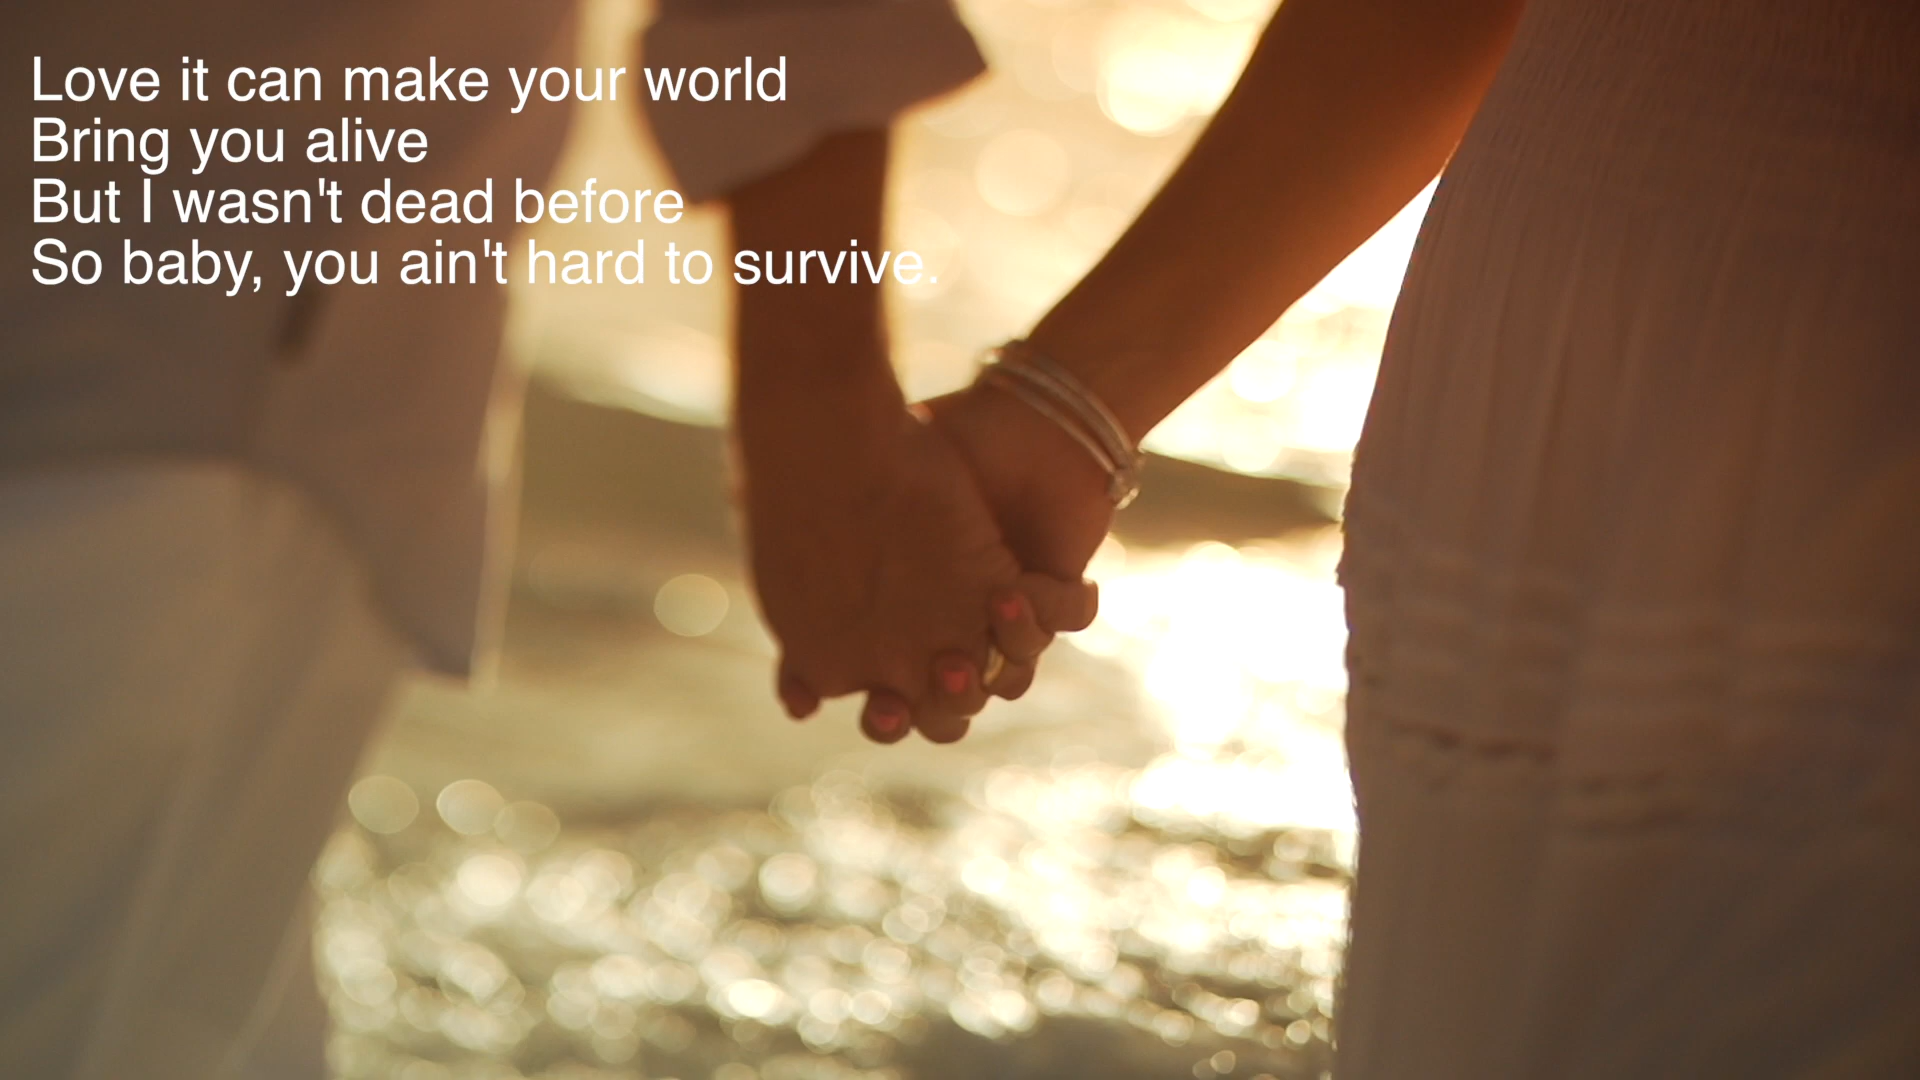 Love it can make your world
Bring you alive
But I wasn't dead before
So baby, you ain't hard to survive.